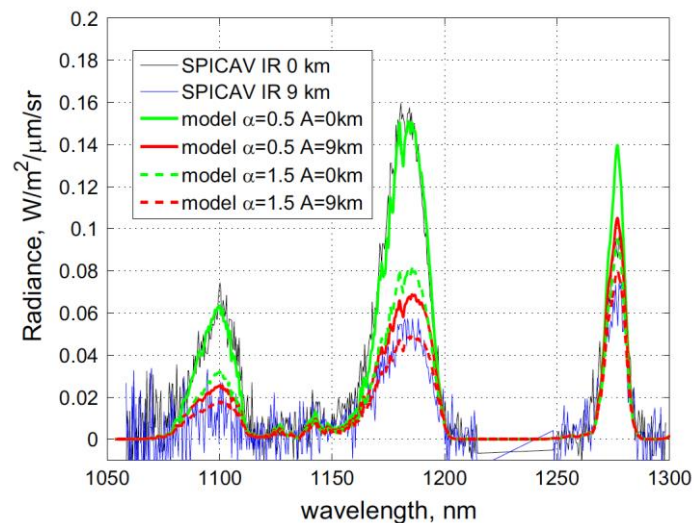 0.2
0.18
0.16
0.14
0.12
0.1
0.08
0.06
0.04
0.02
0
Radiance, W/m²/μm/sr
SPICAV IR 0 km
SPICAV IR 9 km
model α=0.5 A=0km
model α=0.5 A=9km
model α=1.5 A=0km
model α=1.5 A=9km
1050 1100 1150 1200 1250 1300
wavelength, nm